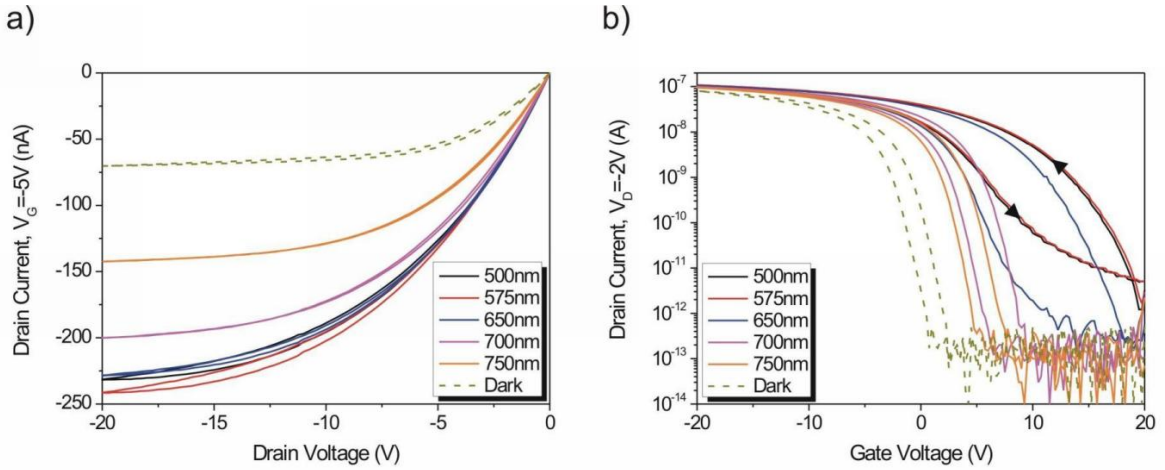 a)
Drain Current, V_G=-5V (nA)
0
-50
-100
-150
-200
-250
-20
-15
-10
-5
0
Drain Voltage (V)
500nm
575nm
650nm
700nm
750nm
Dark
b)
Drain Current, V_D=-2V (A)
10⁻⁷
10⁻⁸
10⁻⁹
10⁻¹⁰
10⁻¹¹
10⁻¹²
10⁻¹³
10⁻¹⁴
-20
-10
0
10
20
Gate Voltage (V)
500nm
575nm
650nm
700nm
750nm
Dark